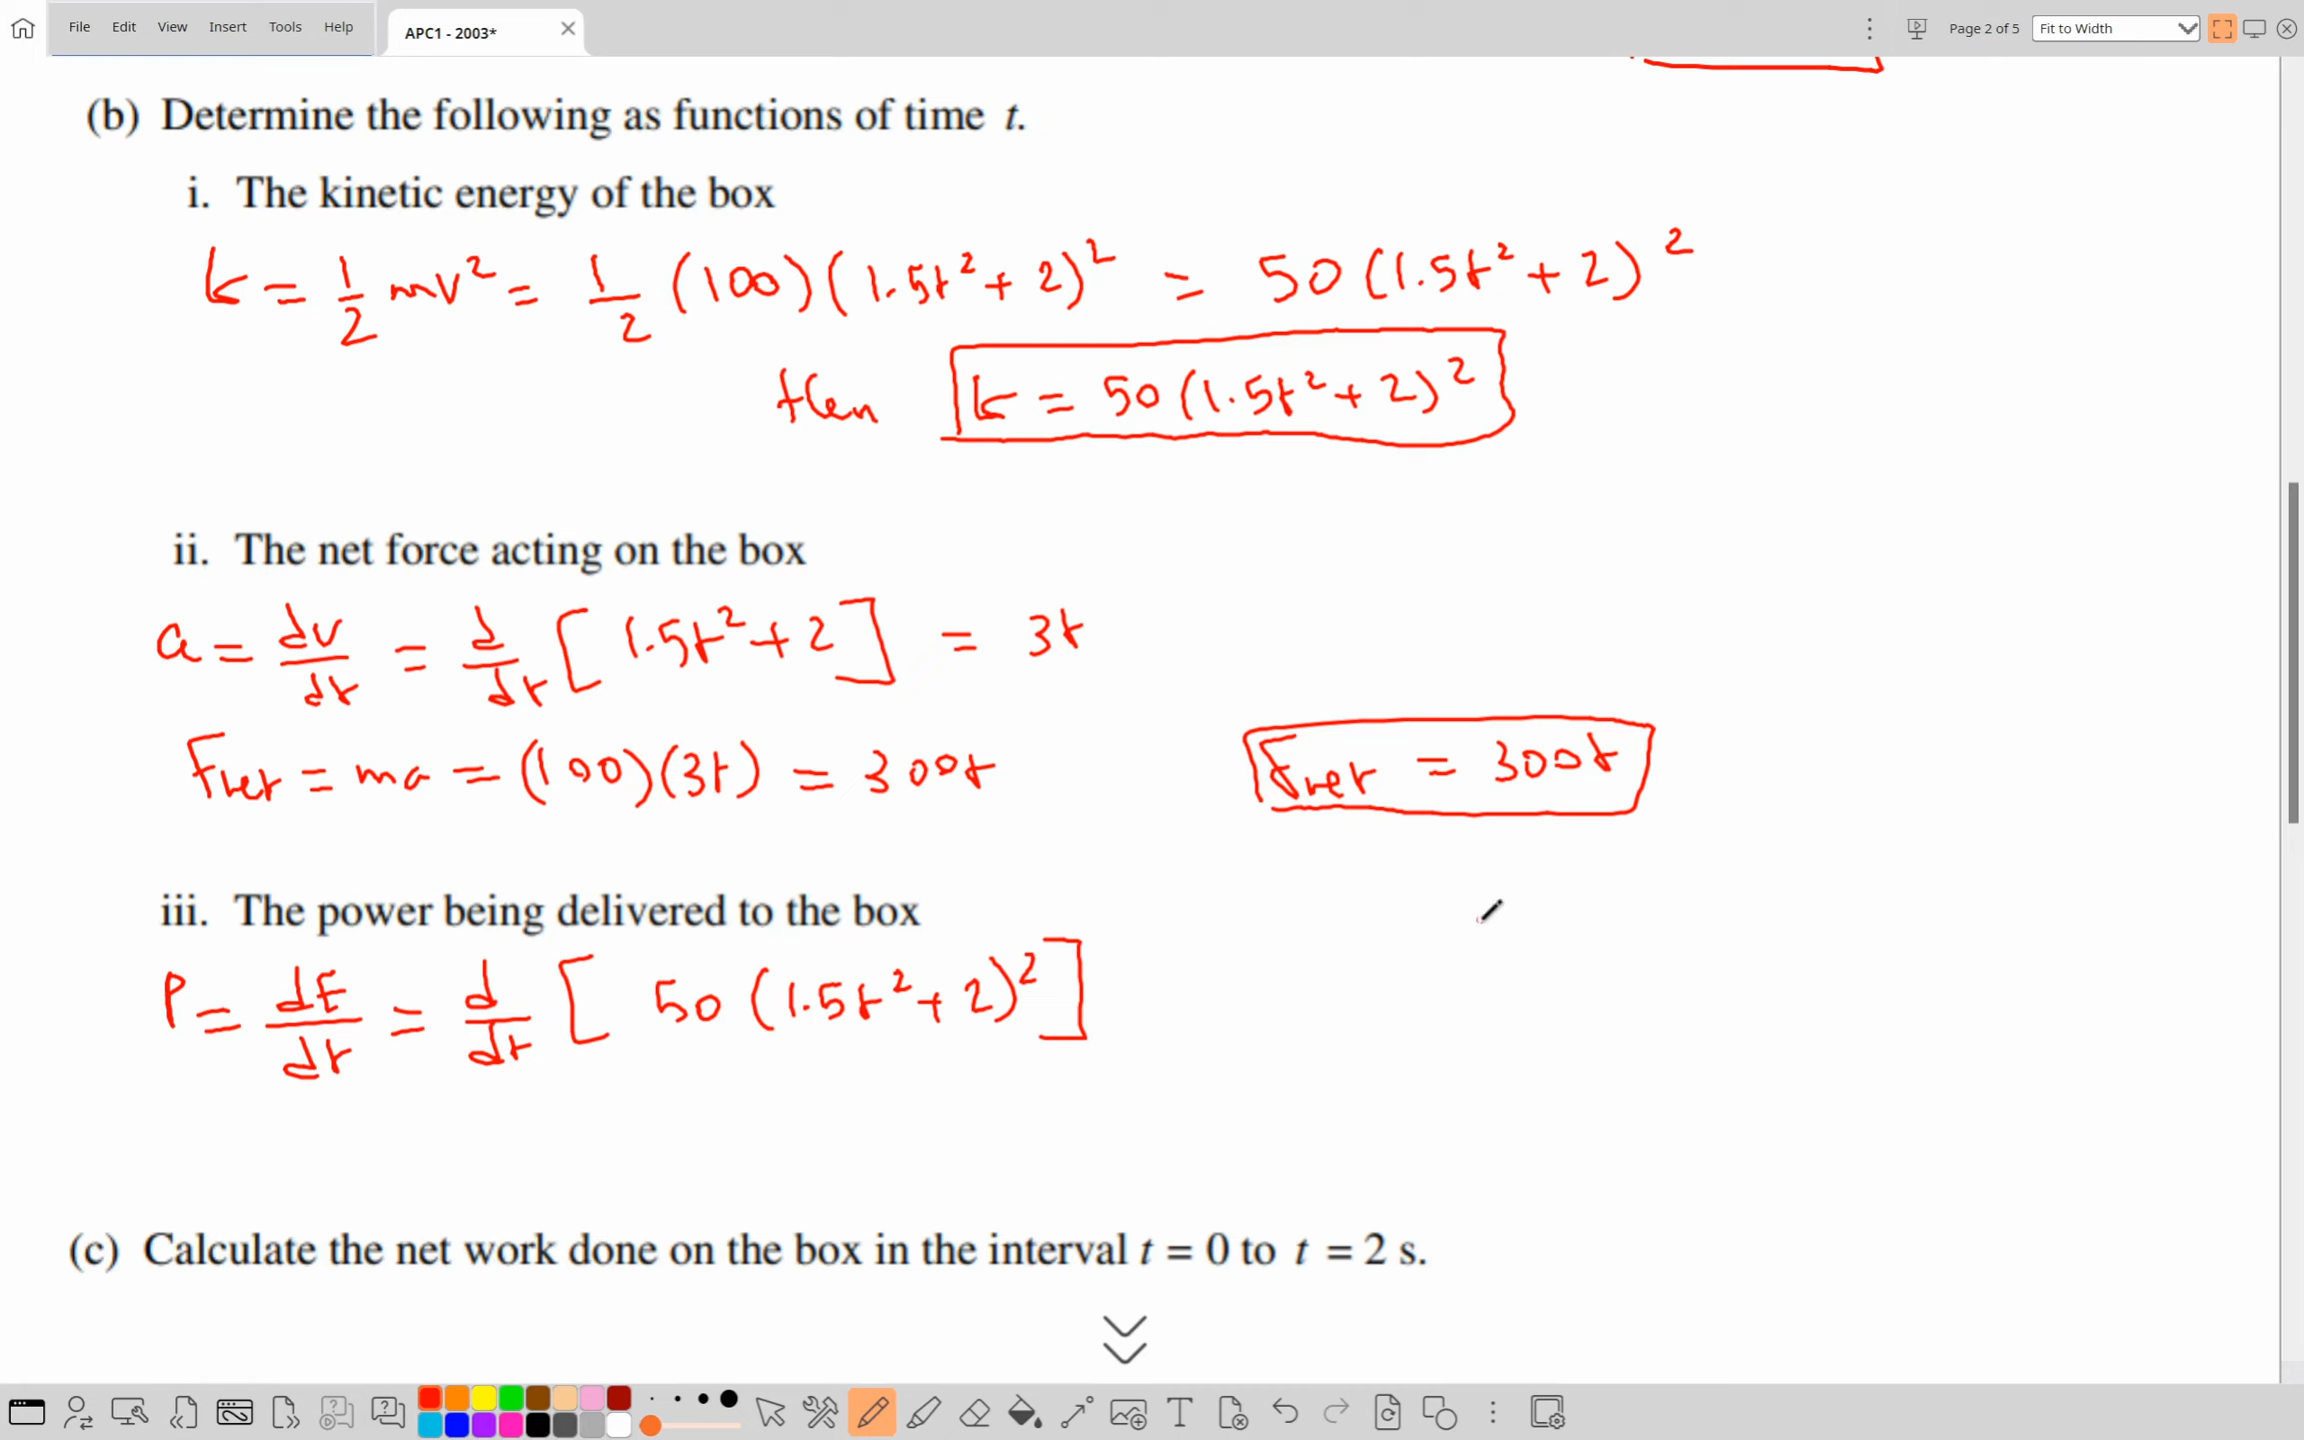 File Edit View Insert Tools Help APC1 - 2003* Page 2 of 5 Fit to Width
(b) Determine the following as functions of time t.
i. The kinetic energy of the box
K = 1/2 mv² = 1/2 (100)(1.5t² + 2)² = 50(1.5t² + 2)²
then K = 50(1.5t² + 2)²
ii. The net force acting on the box
a = dv/dt = d/dt [1.5t² + 2] = 3t
Fnet = ma = (100)(3t) = 300t Fnet = 300t
iii. The power being delivered to the box
P = dE/dt = d/dt [50(1.5t² + 2)²]
(c) Calculate the net work done on the box in the interval t = 0 to t = 2 s.